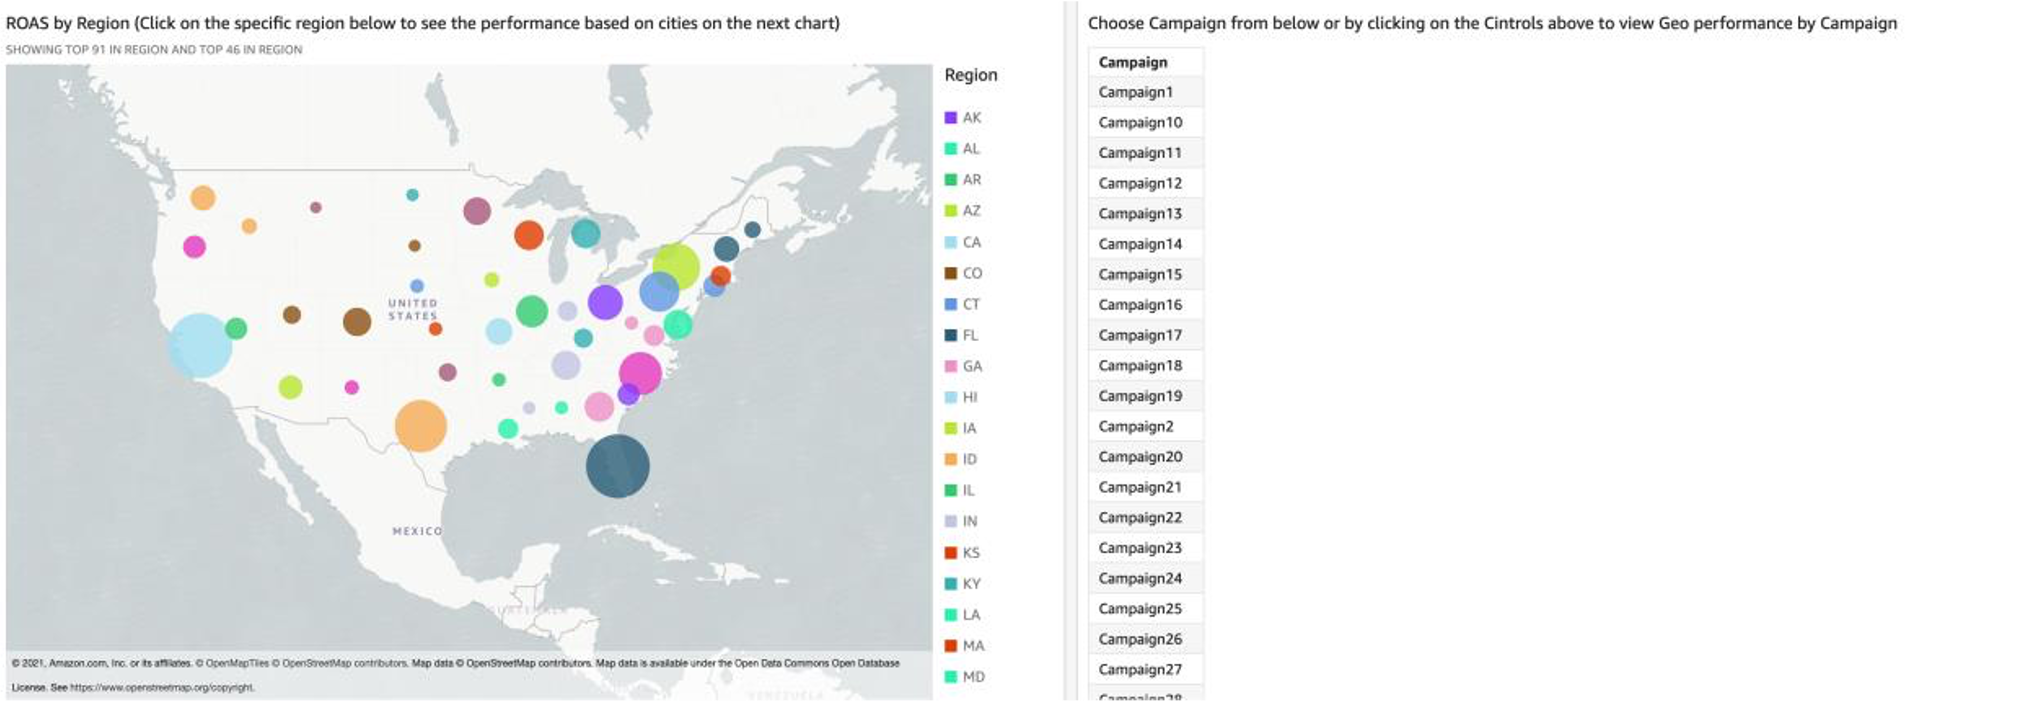 ROAS by Region (Click on the specific region below to see the performance based on cities on the next chart)
SHOWING TOP 91 IN REGION AND TOP 46 IN REGION
UNITED
STATES
MEXICO
GUATEMALA
VENEZUELA
© 2021, Amazon.com, Inc. or its affiliates. © OpenMapTiles © OpenStreetMap contributors. Map data © OpenStreetMap contributors. Map data is available under the Open Data Commons Open Database
License. See https://www.openstreetmap.org/copyright.
Region
AK
AL
AR
AZ
CA
CO
CT
FL
GA
HI
IA
ID
IL
IN
KS
KY
LA
MA
MD
Choose Campaign from below or by clicking on the Cintrols above to view Geo performance by Campaign
Campaign
Campaign1
Campaign10
Campaign11
Campaign12
Campaign13
Campaign14
Campaign15
Campaign16
Campaign17
Campaign18
Campaign19
Campaign2
Campaign20
Campaign21
Campaign22
Campaign23
Campaign24
Campaign25
Campaign26
Campaign27
Campaign28